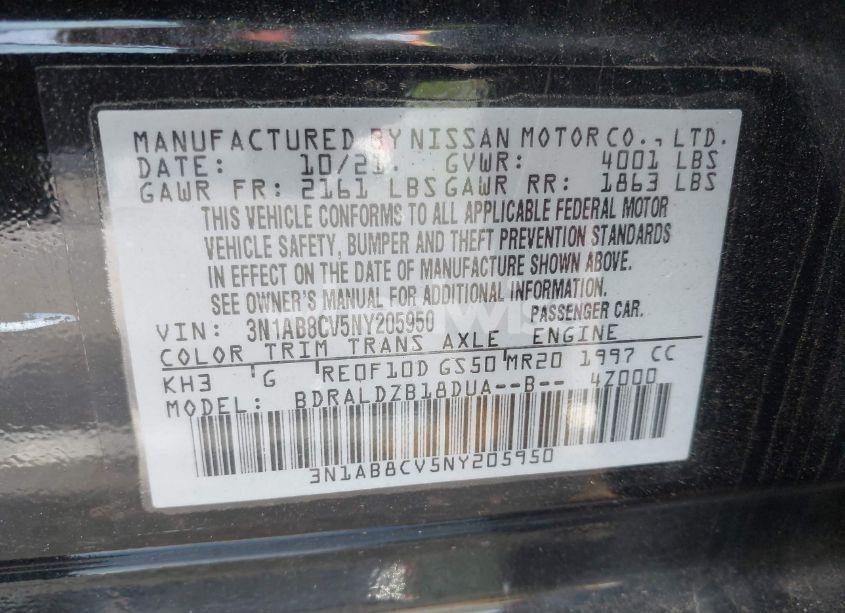 MANUFACTURED BY NISSAN MOTOR CO., LTD.
DATE: 10/21 GVWR: 4001 LBS
GAWR FR: 2161 LBS GAWR RR: 1863 LBS
THIS VEHICLE CONFORMS TO ALL APPLICABLE FEDERAL MOTOR
VEHICLE SAFETY, BUMPER AND THEFT PREVENTION STANDARDS
IN EFFECT ON THE DATE OF MANUFACTURE SHOWN ABOVE.
SEE OWNER'S MANUAL FOR ADDITIONAL INFORMATION.
VIN: 3N1AB8CV5NY205950 PASSENGER CAR.
COLOR TRIM TRANS AXLE ENGINE
KH3 G RE0F10D GS50 MR20 1997 CC
MODEL: BDRALDZB18DUA--B-- 4Z000
3N1AB8CV5NY205950